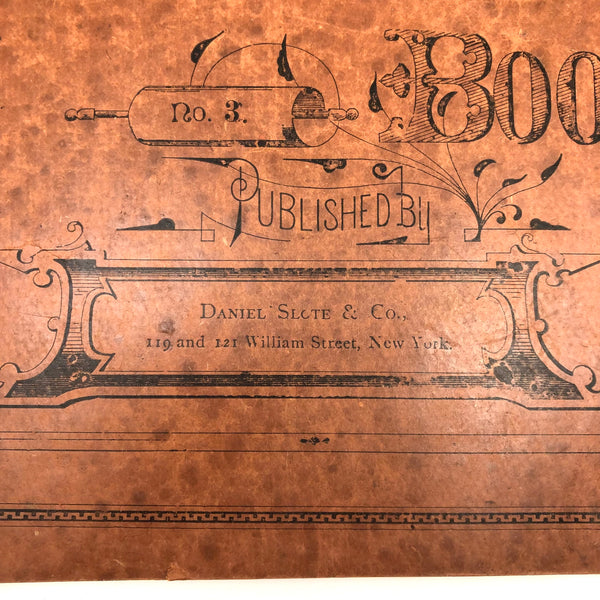 No. 3.
BOO
PUBLISHED BY
DANIEL SLOTE & CO.,
119 and 121 William Street, New York.